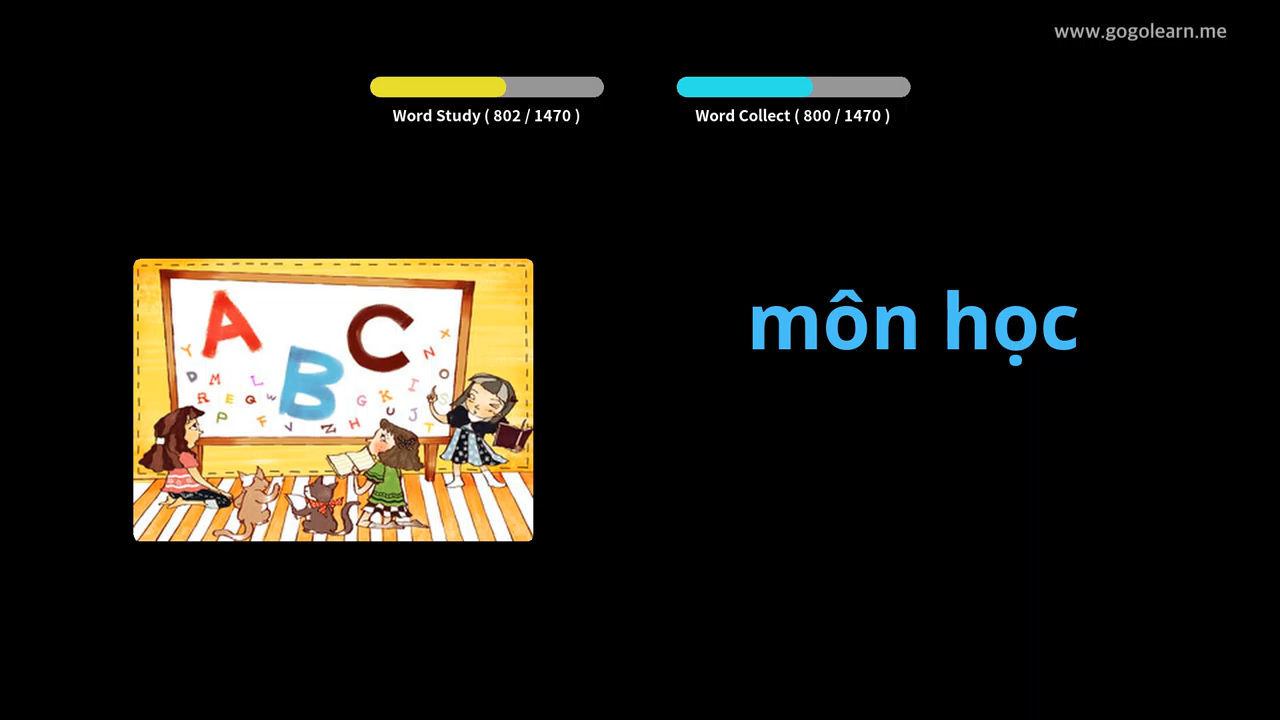 www.gogolearn.me
Word Study ( 802 / 1470 )
Word Collect ( 800 / 1470 )
môn học
A
B
C
X
Y
N
D M L O
R E Q W G K I S
P F V Z H U J T